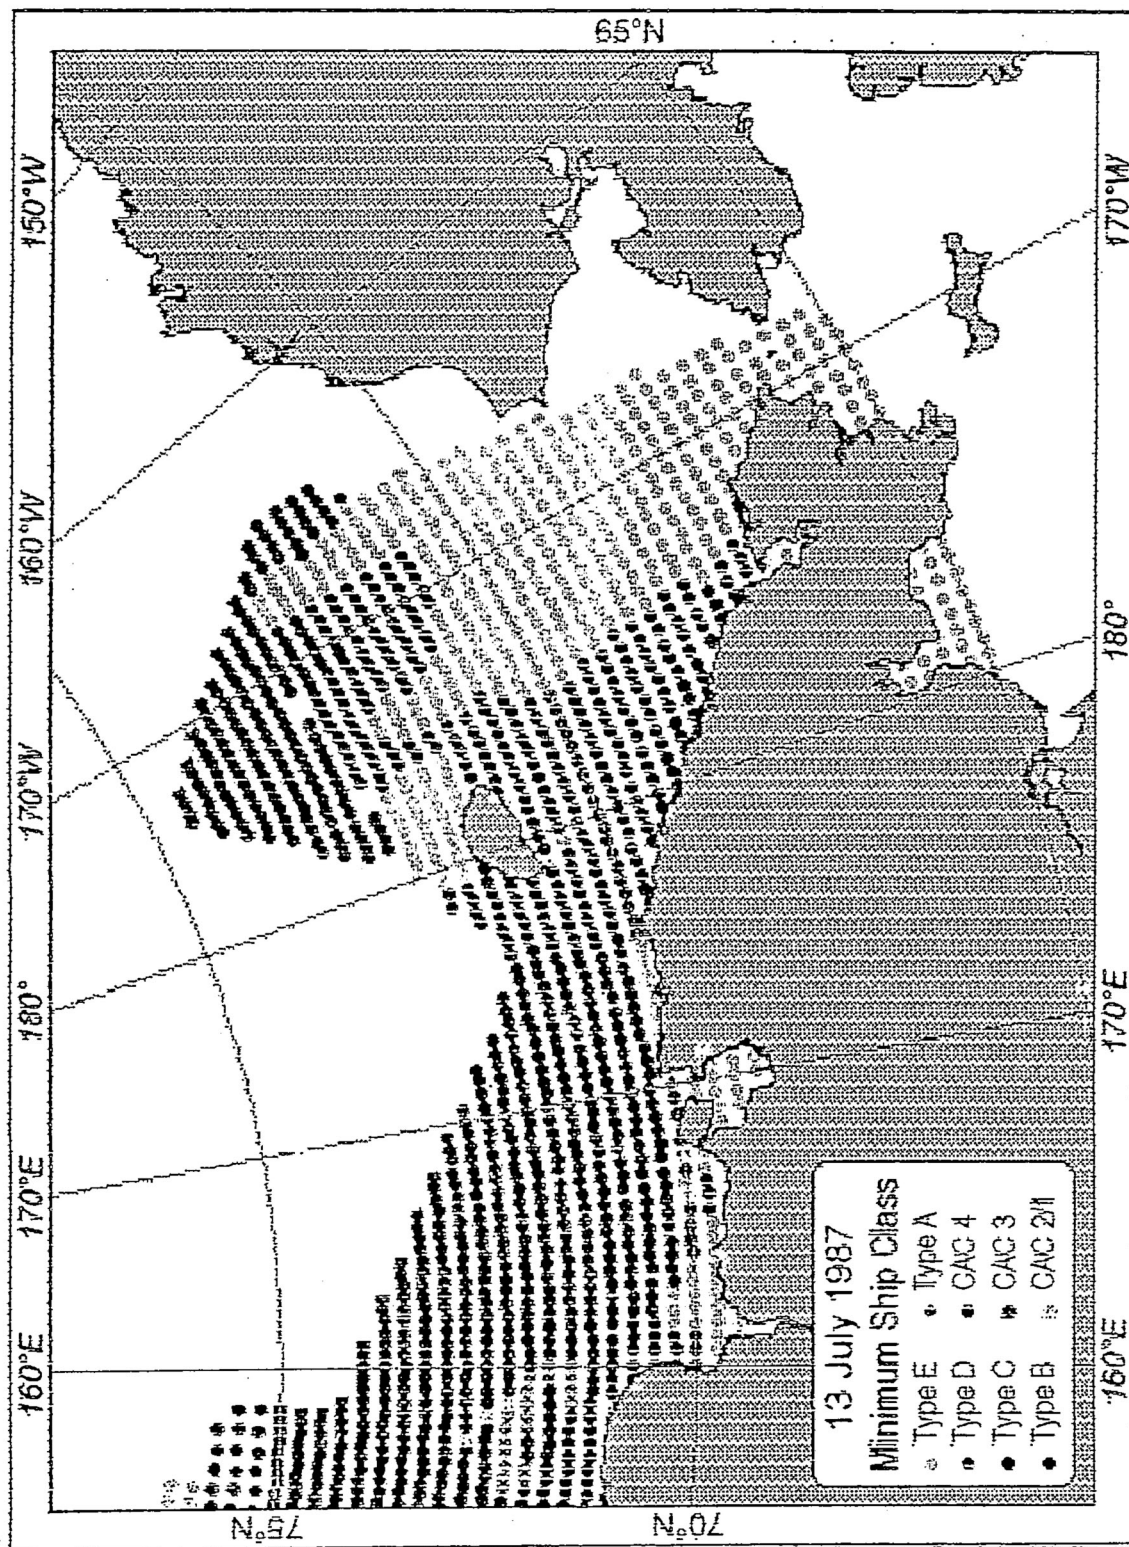 65°N
150°W
160°W
170°W
180°
170°E
160°E
75°N
70°N
170°W
180°
170°E
160°E
13 July 1987
Minimum Ship Class
Type E Type A
Type D CAC 4
Type C CAC 3
Type B CAC 2/1